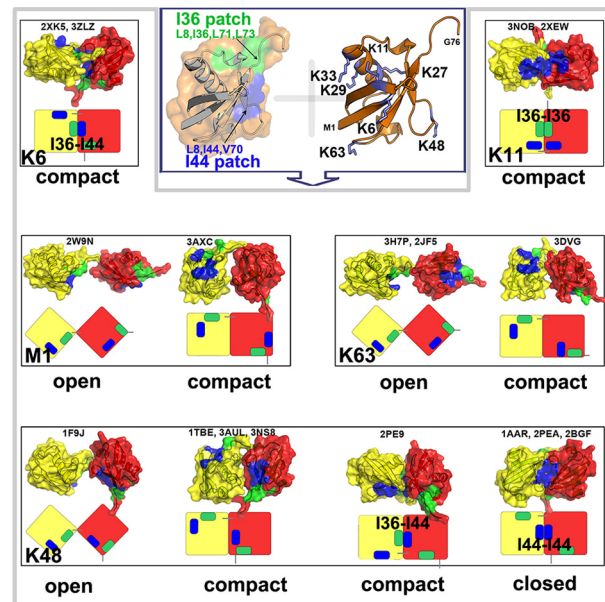 2XK5, 3ZLZ
I36-I44
K6
compact
I36 patch
L8,I36,L71,L73
L8,I44,V70
I44 patch
G76
K11
K33
K29
K27
M1
K6
K48
K63
3NOB, 2XEW
I36-I36
K11
compact
2W9N
3AXC
M1
open
compact
3H7P, 2JF5
3DVG
K63
open
compact
1F9J
1TBE, 3AUL, 3NS8
2PE9
1AAR, 2PEA, 2BGF
I36-I44
I44-I44
K48
open
compact
compact
closed